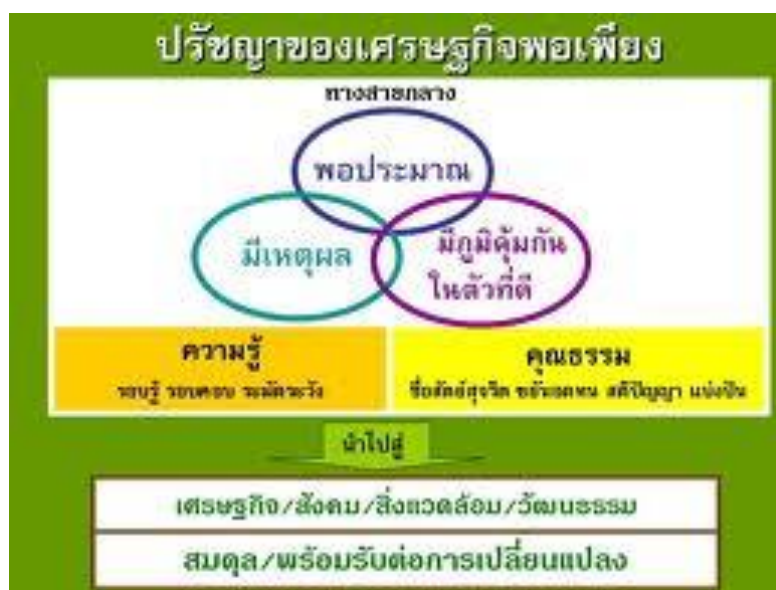 ปรัชญาของเศรษฐกิจพอเพียง
ทางสายกลาง
พอประมาณ
มีเหตุผล
มีภูมิคุ้มกัน
ในตัวที่ดี
ความรู้
รอบรู้ รอบคอบ ระมัดระวัง
คุณธรรม
ซื่อสัตย์สุจริต ขยันอดทน สติปัญญา แบ่งปัน
นำไปสู่
เศรษฐกิจ/สังคม/สิ่งแวดล้อม/วัฒนธรรม
สมดุล/พร้อมรับต่อการเปลี่ยนแปลง